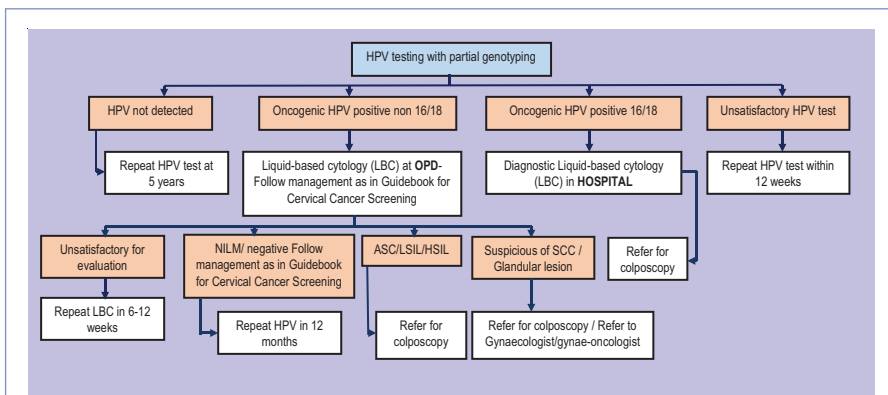 HPV testing with partial genotyping
HPV not detected
Oncogenic HPV positive non 16/18
Oncogenic HPV positive 16/18
Unsatisfactory HPV test
Repeat HPV test at
5 years
Liquid-based cytology (LBC) at OPD-
Follow management as in Guidebook for
Cervical Cancer Screening
Diagnostic Liquid-based cytology
(LBC) in HOSPITAL
Repeat HPV test within
12 weeks
Unsatisfactory for
evaluation
NILM/ negative Follow
management as in Guidebook
for Cervical Cancer Screening
ASC/LSIL/HSIL
Suspicious of SCC /
Glandular lesion
Refer for
colposcopy
Repeat LBC in 6-12
weeks
Repeat HPV in 12
months
Refer for
colposcopy
Refer for colposcopy / Refer to
Gynaecologist/gynae-oncologist